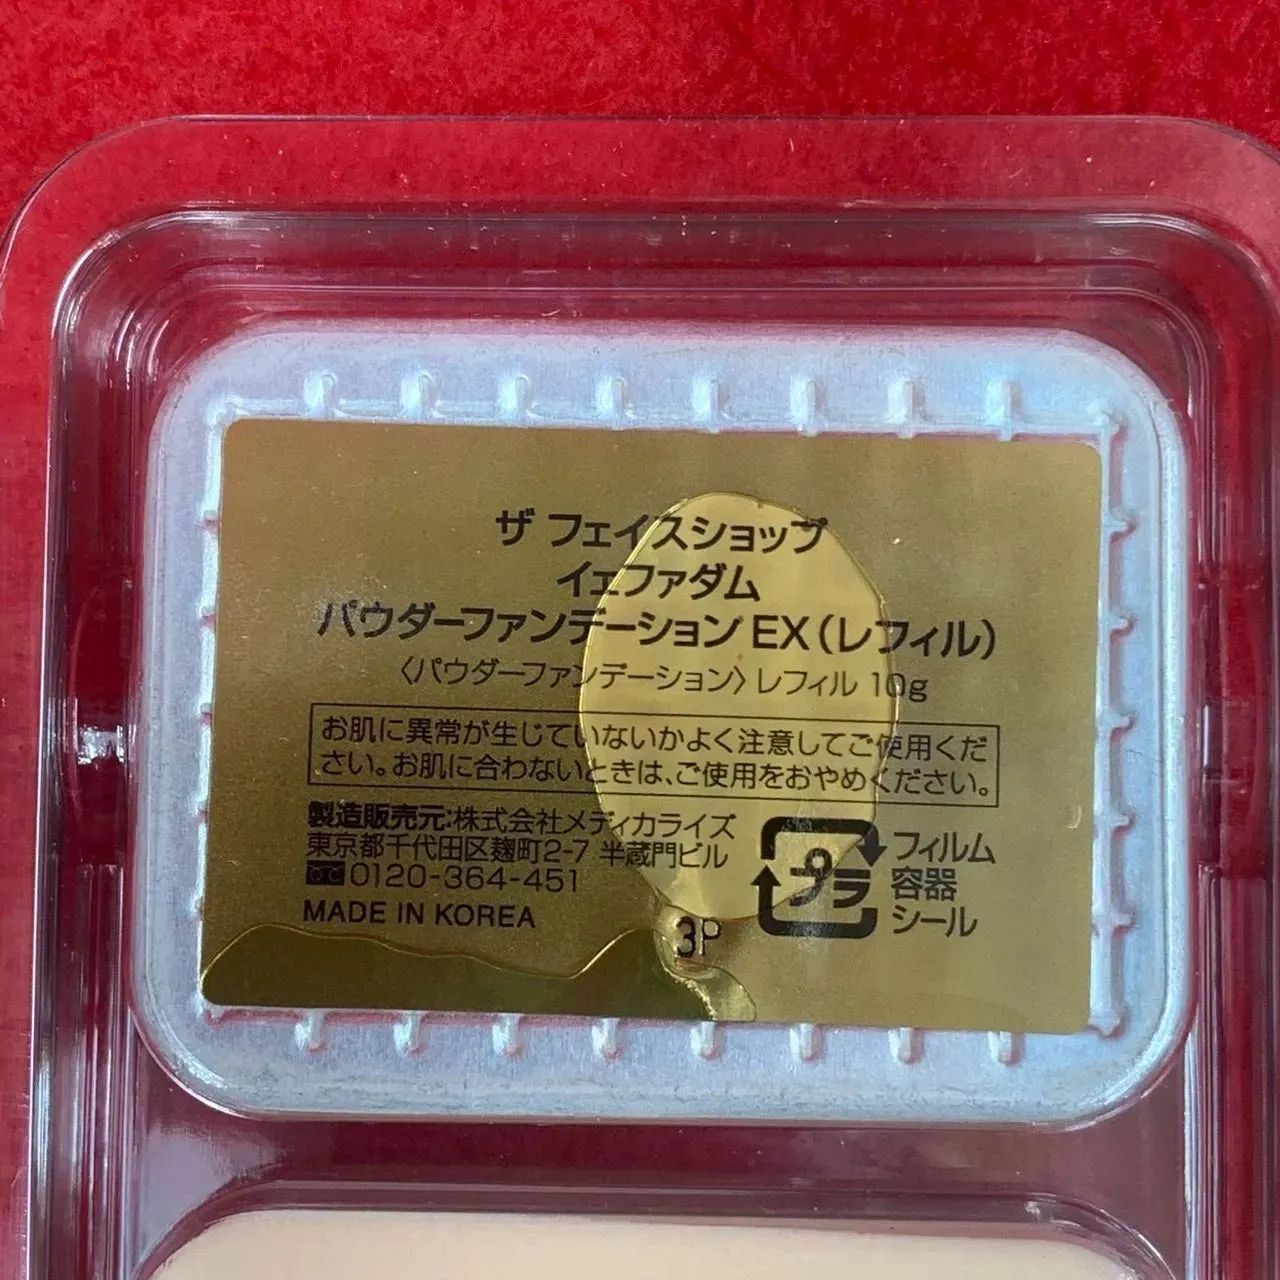 ザ フェイスショップ
イェファダム
パウダーファンデーション EX(レフィル)
〈パウダーファンデーション〉レフィル 10g
お肌に異常が生じていないかよく注意してご使用くだ
さい。お肌に合わないときは、ご使用をおやめください。
製造販売元:株式会社メディカライズ
東京都千代田区麹町2-7 半蔵門ビル
0120-364-451
MADE IN KOREA
3P
プラ
フィルム
容器
シール